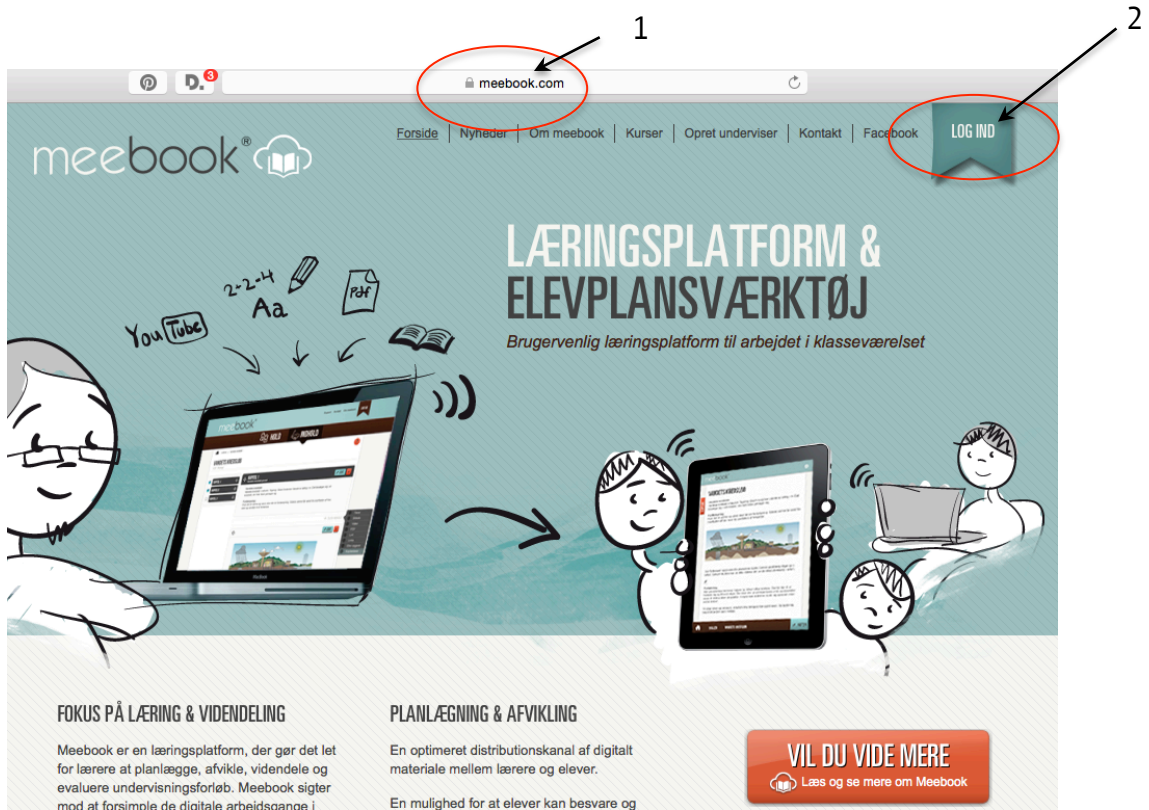 1
2
3
meebook.com
Forside | Nyheder | Om meebook | Kurser | Opret underviser | Kontakt | Facebook
LOG IND
meebook®
LÆRINGSPLATFORM &
ELEVPLANSVÆRKTØJ
Brugervenlig læringsplatform til arbejdet i klasseværelset
2-2-4
Aa
Pdf
YouTube
meebook
HOLD
INDHOLD
FOKUS PÅ LÆRING & VIDENDELING
Meebook er en læringsplatform, der gør det let
for lærere at planlægge, afvikle, videndele og
evaluere undervisningsforløb. Meebook sigter
mod at forsimple de digitale arbejdsgange i
PLANLÆGNING & AFVIKLING
En optimeret distributionskanal af digitalt
materiale mellem lærere og elever.
En mulighed for at elever kan besvare og
VIL DU VIDE MERE
Læs og se mere om Meebook